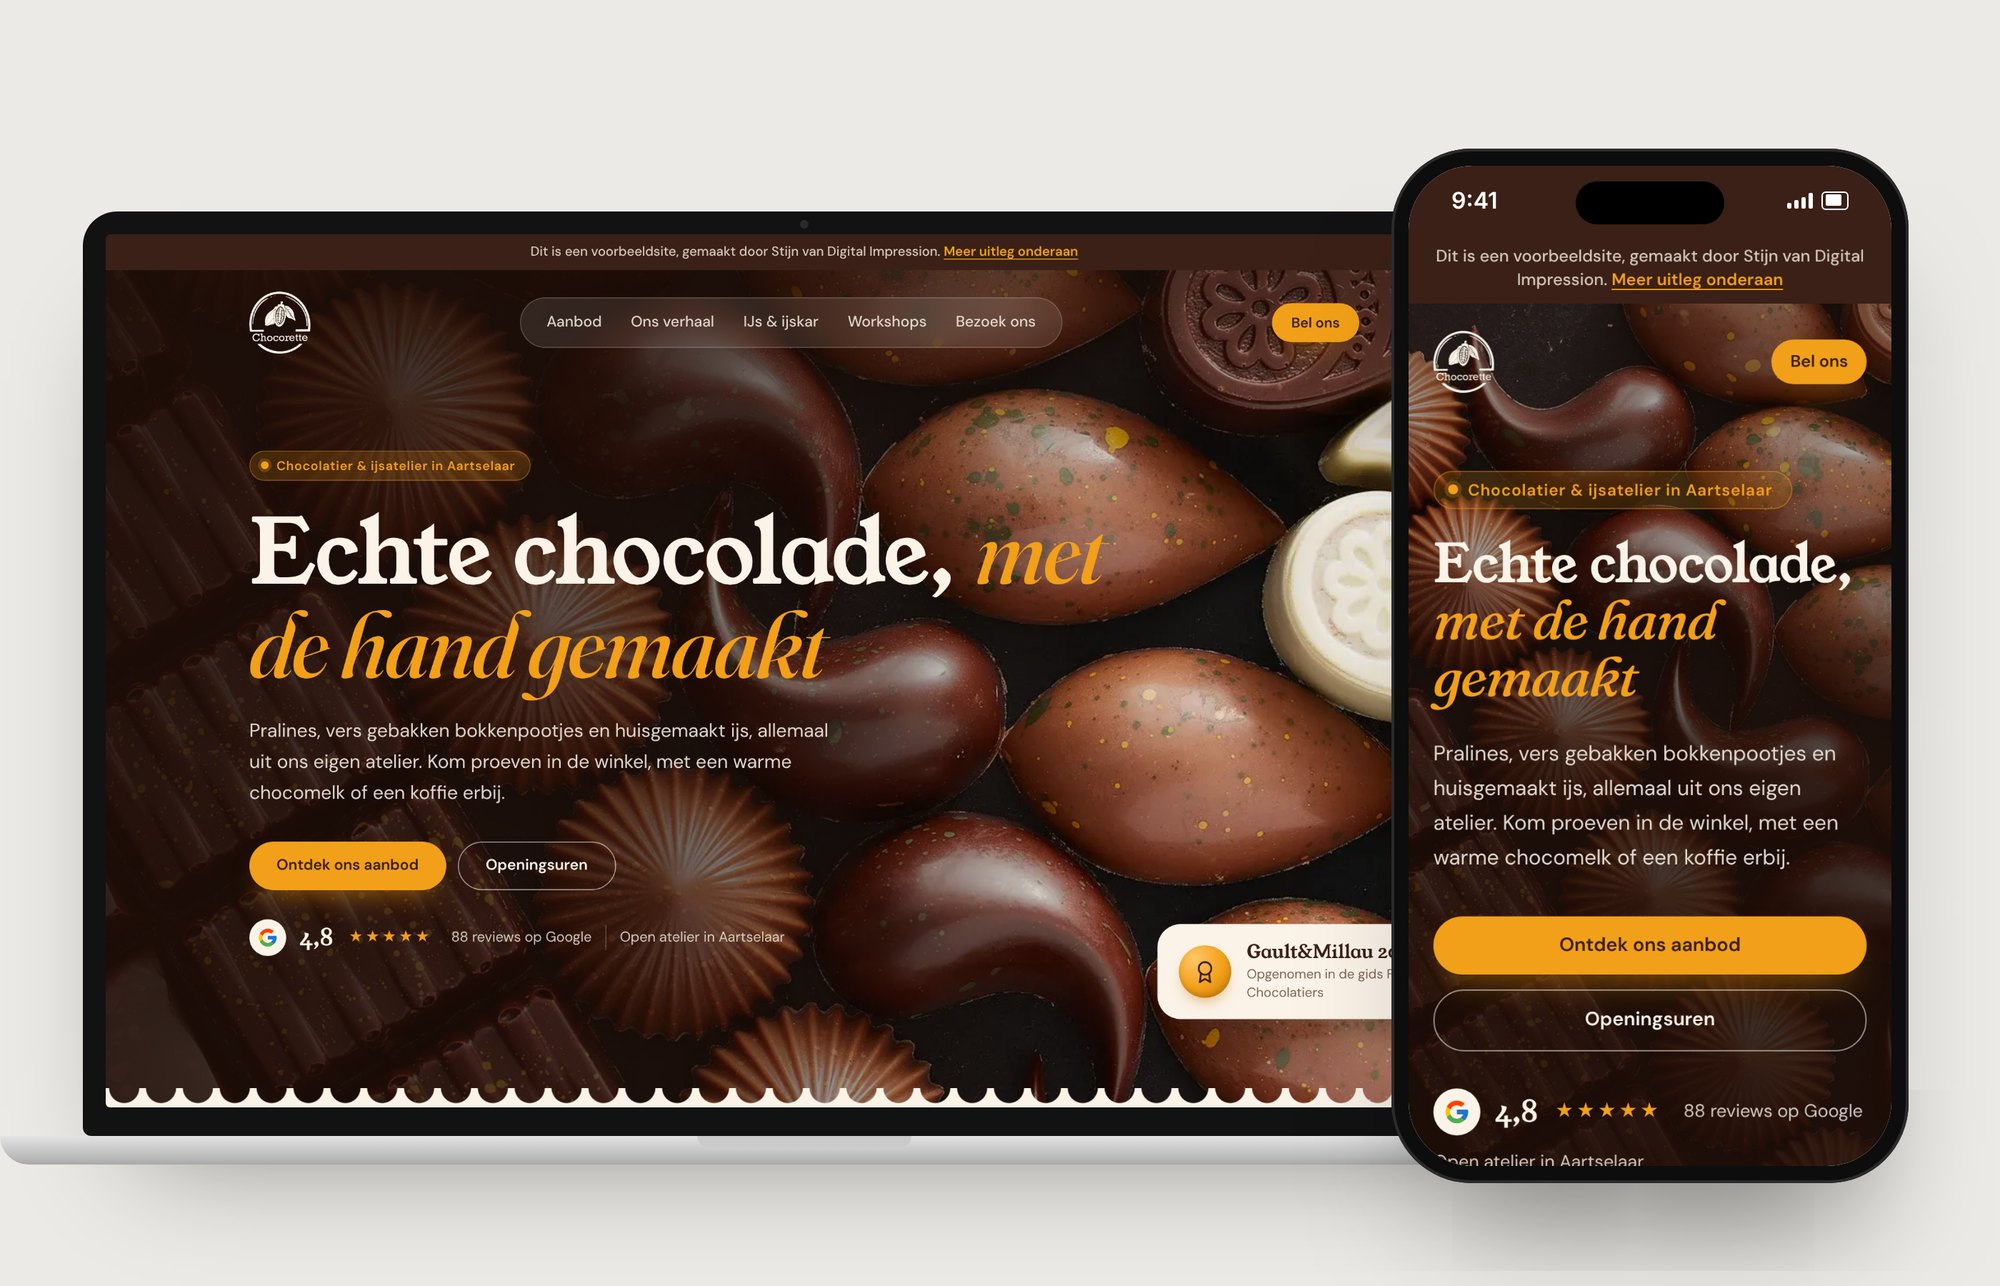 Dit is een voorbeeldsite, gemaakt door Stijn van Digital Impression. Meer uitleg onderaan
Chocorette
Aanbod Ons verhaal IJs & ijskar Workshops Bezoek ons
Bel ons
Chocolatier & ijsatelier in Aartselaar
Echte chocolade, met
de hand gemaakt
Pralines, vers gebakken bokkenpootjes en huisgemaakt ijs, allemaal
uit ons eigen atelier. Kom proeven in de winkel, met een warme
chocomelk of een koffie erbij.
Ontdek ons aanbod Openingsuren
4,8 ★★★★★ 88 reviews op Google Open atelier in Aartselaar
Gault&Millau
Opgenomen in de gids
Chocolatiers
9:41
Dit is een voorbeeldsite, gemaakt door Stijn van Digital
Impression. Meer uitleg onderaan
Chocorette
Bel ons
Chocolatier & ijsatelier in Aartselaar
Echte chocolade,
met de hand
gemaakt
Pralines, vers gebakken bokkenpootjes en
huisgemaakt ijs, allemaal uit ons eigen
atelier. Kom proeven in de winkel, met een
warme chocomelk of een koffie erbij.
Ontdek ons aanbod
Openingsuren
4,8 ★★★★★ 88 reviews op Google
Open atelier in Aartselaar